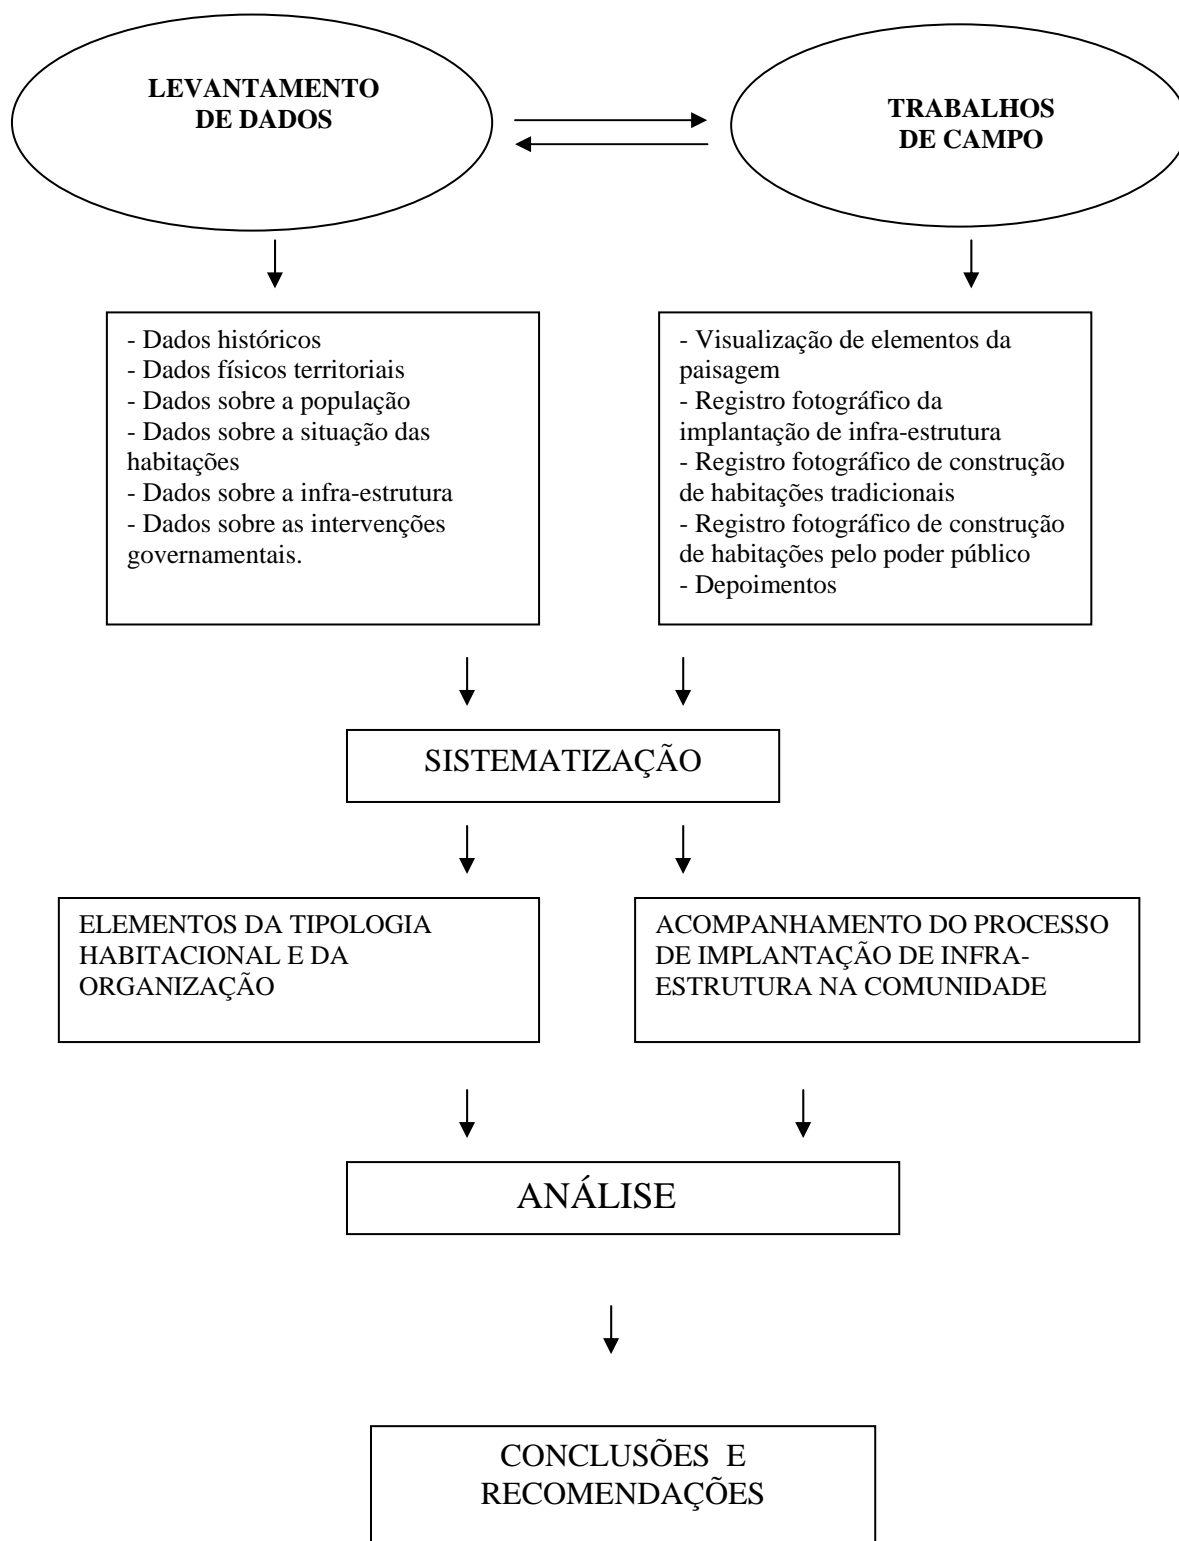 LEVANTAMENTO
DE DADOS
TRABALHOS
DE CAMPO
- Dados históricos
- Dados físicos territoriais
- Dados sobre a população
- Dados sobre a situação das
habitações
- Dados sobre a infra-estrutura
- Dados sobre as intervenções
governamentais.
- Visualização de elementos da
paisagem
- Registro fotográfico da
implantação de infra-estrutura
- Registro fotográfico de construção
de habitações tradicionais
- Registro fotográfico de construção
de habitações pelo poder público
- Depoimentos
SISTEMATIZAÇÃO
ELEMENTOS DA TIPOLOGIA
HABITACIONAL E DA
ORGANIZAÇÃO
ACOMPANHAMENTO DO PROCESSO
DE IMPLANTAÇÃO DE INFRA-
ESTRUTURA NA COMUNIDADE
ANÁLISE
CONCLUSÕES E
RECOMENDAÇÕES